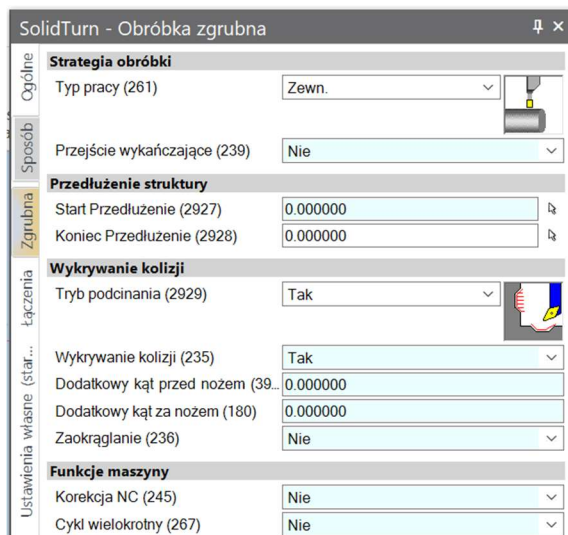 SolidTurn - Obróbka zgrubna
Ogólne
Sposób
Zgrubna
Łączenia
Ustawienia własne (star...
Strategia obróbki
Typ pracy (261) Zewn.
Przejście wykańczające (239) Nie
Przedłużenie struktury
Start Przedłużenie (2927) 0.000000
Koniec Przedłużenie (2928) 0.000000
Wykrywanie kolizji
Tryb podcinania (2929) Tak
Wykrywanie kolizji (235) Tak
Dodatkowy kąt przed nożem (39... 0.000000
Dodatkowy kąt za nożem (180) 0.000000
Zaokrąglanie (236) Nie
Funkcje maszyny
Korekcja NC (245) Nie
Cykl wielokrotny (267) Nie